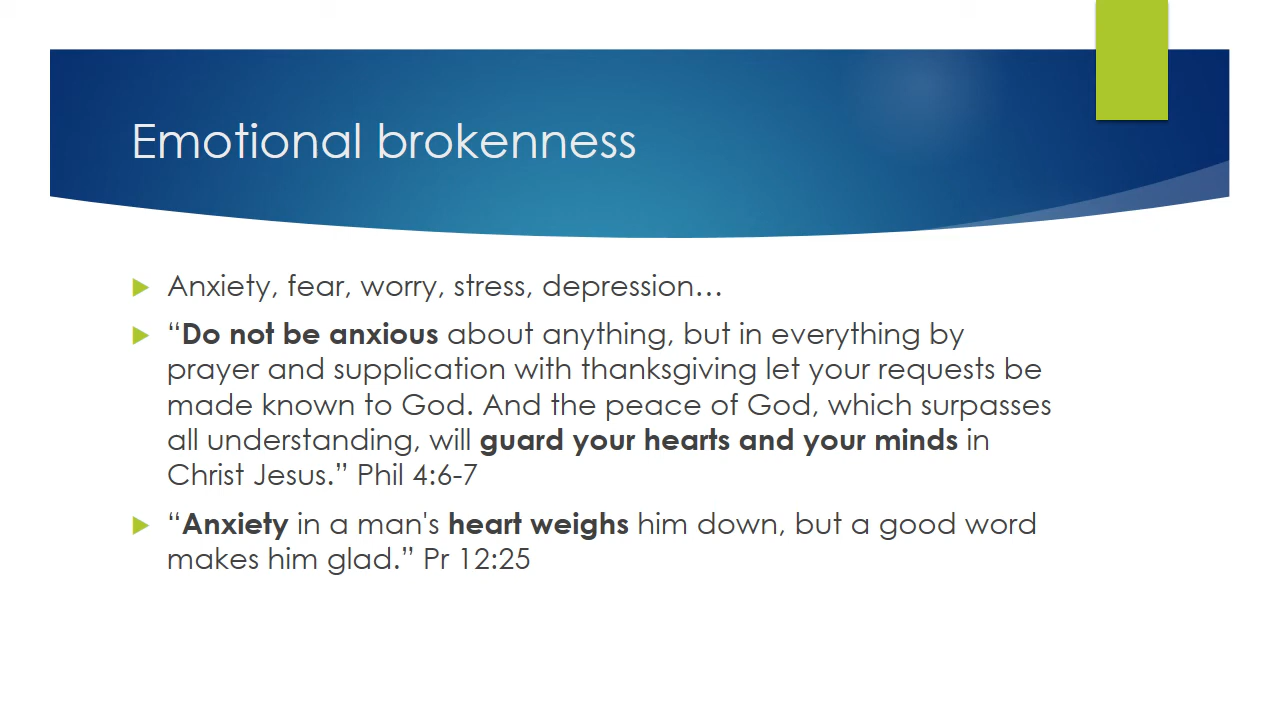 Emotional brokenness
Anxiety, fear, worry, stress, depression…
“Do not be anxious about anything, but in everything by
prayer and supplication with thanksgiving let your requests be
made known to God. And the peace of God, which surpasses
all understanding, will guard your hearts and your minds in
Christ Jesus.” Phil 4:6-7
“Anxiety in a man's heart weighs him down, but a good word
makes him glad.” Pr 12:25